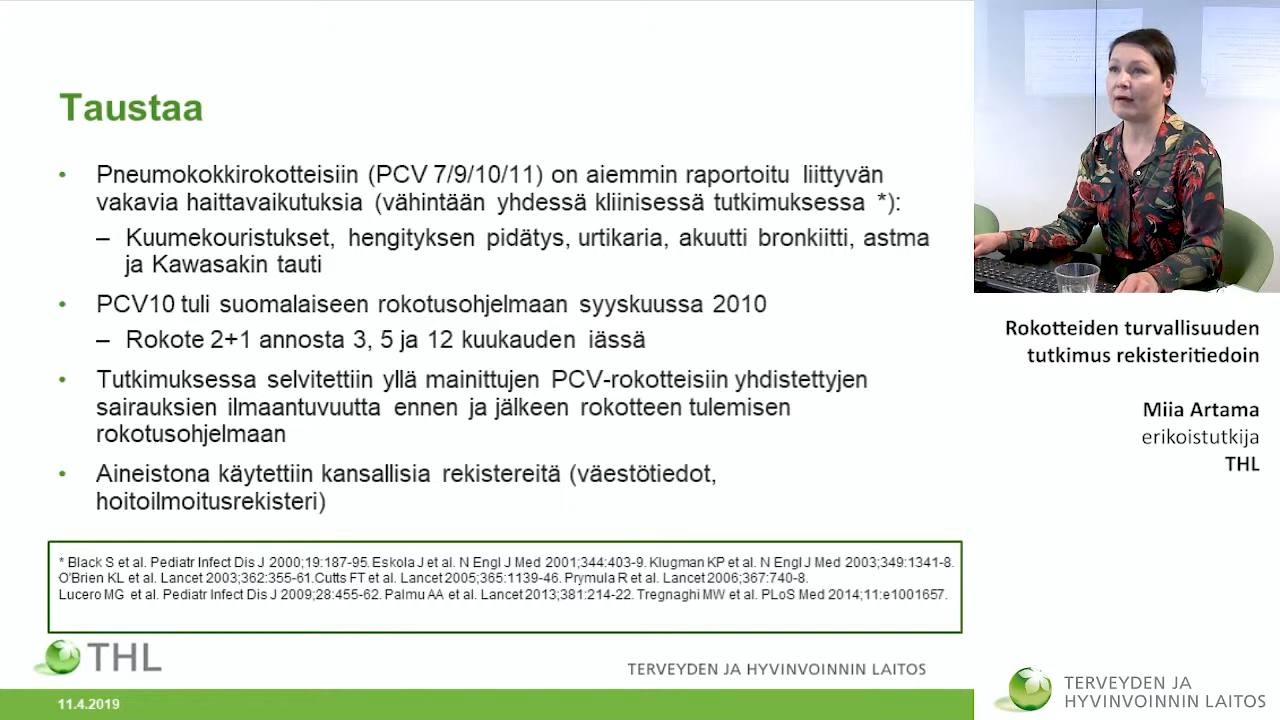 Taustaa
• Pneumokokkirokotteisiin (PCV 7/9/10/11) on aiemmin raportoitu liittyvän
vakavia haittavaikutuksia (vähintään yhdessä kliinisessä tutkimuksessa *):
– Kuumekouristukset, hengityksen pidätys, urtikaria, akuutti bronkiitti, astma
ja Kawasakin tauti
• PCV10 tuli suomalaiseen rokotusohjelmaan syyskuussa 2010
– Rokote 2+1 annosta 3, 5 ja 12 kuukauden iässä
• Tutkimuksessa selvitettiin yllä mainittujen PCV-rokotteisiin yhdistettyjen
sairauksien ilmaantuvuutta ennen ja jälkeen rokotteen tulemisen
rokotusohjelmaan
• Aineistona käytettiin kansallisia rekistereitä (väestötiedot,
hoitoilmoitusrekisteri)
* Black S et al. Pediatr Infect Dis J 2000;19:187-95. Eskola J et al. N Engl J Med 2001;344:403-9. Klugman KP et al. N Engl J Med 2003;349:1341-8.
O'Brien KL et al. Lancet 2003;362:355-61.Cutts FT et al. Lancet 2005;365:1139-46. Prymula R et al. Lancet 2006;367:740-8.
Lucero MG et al. Pediatr Infect Dis J 2009;28:455-62. Palmu AA et al. Lancet 2013;381:214-22. Tregnaghi MW et al. PLoS Med 2014;11:e1001657.
THL
TERVEYDEN JA HYVINVOINNIN LAITOS
11.4.2019
Rokotteiden turvallisuuden
tutkimus rekisteritiedoin
Miia Artama
erikoistutkija
THL
TERVEYDEN JA
HYVINVOINNIN LAITOS